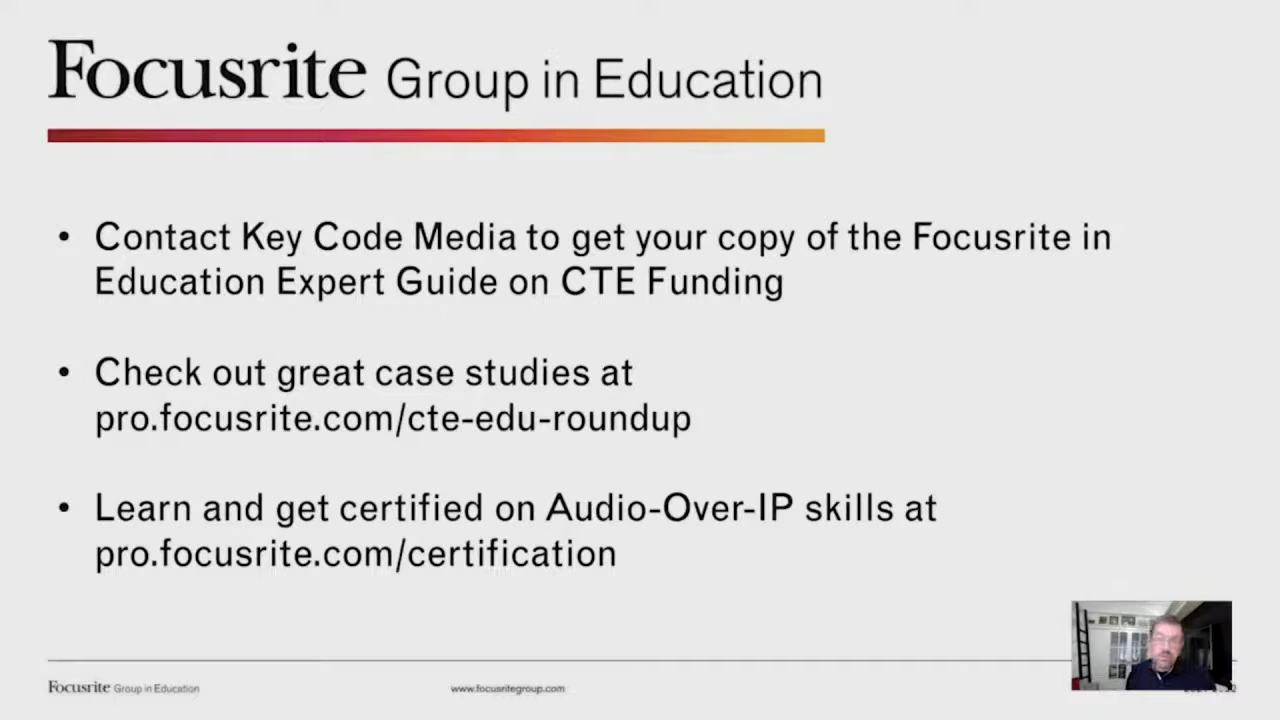 Focusrite Group in Education
• Contact Key Code Media to get your copy of the Focusrite in
Education Expert Guide on CTE Funding
• Check out great case studies at
pro.focusrite.com/cte-edu-roundup
• Learn and get certified on Audio-Over-IP skills at
pro.focusrite.com/certification
Focusrite Group in Education
www.focusritegroup.com